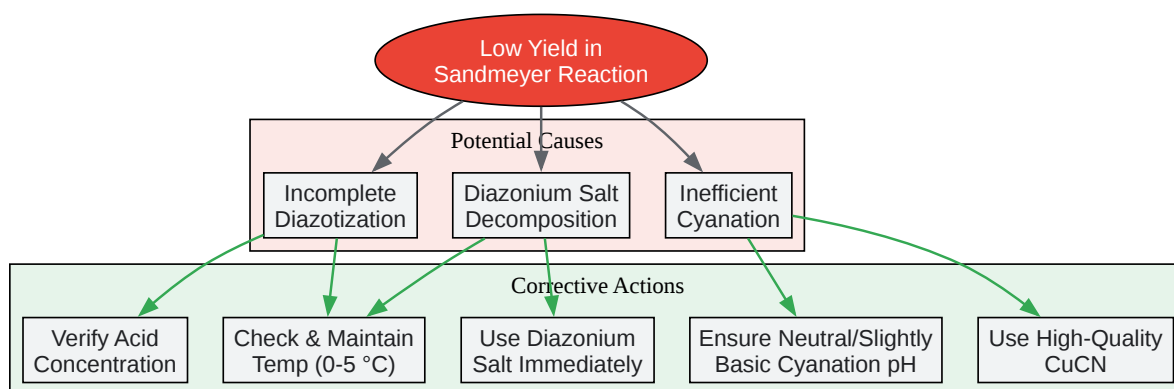 Low Yield in
Sandmeyer Reaction
Potential Causes
Incomplete
Diazotization
Diazonium Salt
Decomposition
Inefficient
Cyanation
Corrective Actions
Verify Acid
Concentration
Check & Maintain
Temp (0-5 °C)
Use Diazonium
Salt Immediately
Ensure Neutral/Slightly
Basic Cyanation pH
Use High-Quality
CuCN